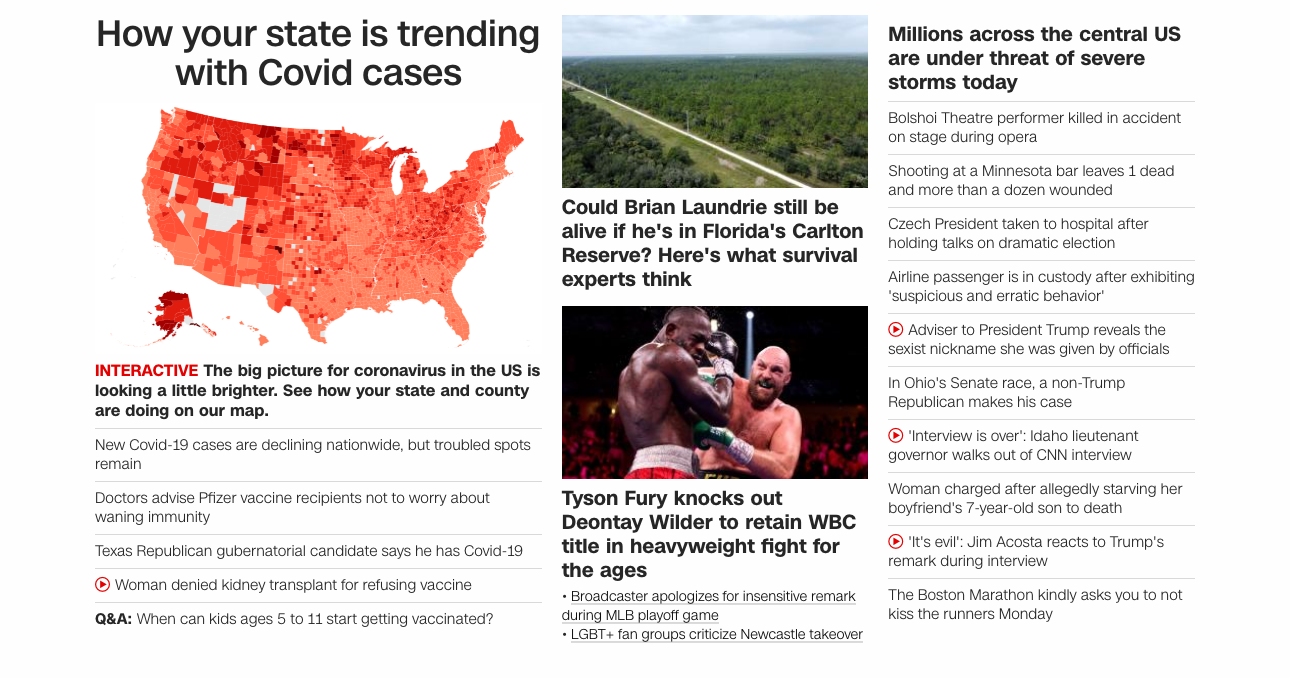 How your state is trending
with Covid cases
INTERACTIVE The big picture for coronavirus in the US is
looking a little brighter. See how your state and county
are doing on our map.
New Covid-19 cases are declining nationwide, but troubled spots
remain
Doctors advise Pfizer vaccine recipients not to worry about
waning immunity
Texas Republican gubernatorial candidate says he has Covid-19
Woman denied kidney transplant for refusing vaccine
Q&A: When can kids ages 5 to 11 start getting vaccinated?
Could Brian Laundrie still be
alive if he's in Florida's Carlton
Reserve? Here's what survival
experts think
Tyson Fury knocks out
Deontay Wilder to retain WBC
title in heavyweight fight for
the ages
• Broadcaster apologizes for insensitive remark
during MLB playoff game
• LGBT+ fan groups criticize Newcastle takeover
Millions across the central US
are under threat of severe
storms today
Bolshoi Theatre performer killed in accident
on stage during opera
Shooting at a Minnesota bar leaves 1 dead
and more than a dozen wounded
Czech President taken to hospital after
holding talks on dramatic election
Airline passenger is in custody after exhibiting
'suspicious and erratic behavior'
Adviser to President Trump reveals the
sexist nickname she was given by officials
In Ohio's Senate race, a non-Trump
Republican makes his case
'Interview is over': Idaho lieutenant
governor walks out of CNN interview
Woman charged after allegedly starving her
boyfriend's 7-year-old son to death
'It's evil': Jim Acosta reacts to Trump's
remark during interview
The Boston Marathon kindly asks you to not
kiss the runners Monday